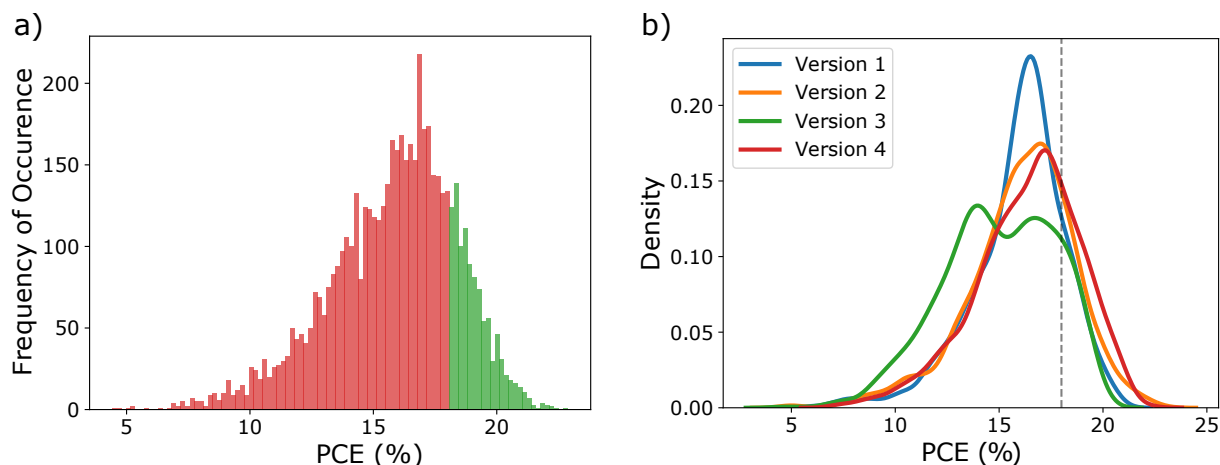 a)
Frequency of Occurence
200
150
100
50
0
5 10 15 20
PCE (%)
b)
Version 1
Version 2
Version 3
Version 4
Density
0.20
0.15
0.10
0.05
0.00
5 10 15 20 25
PCE (%)